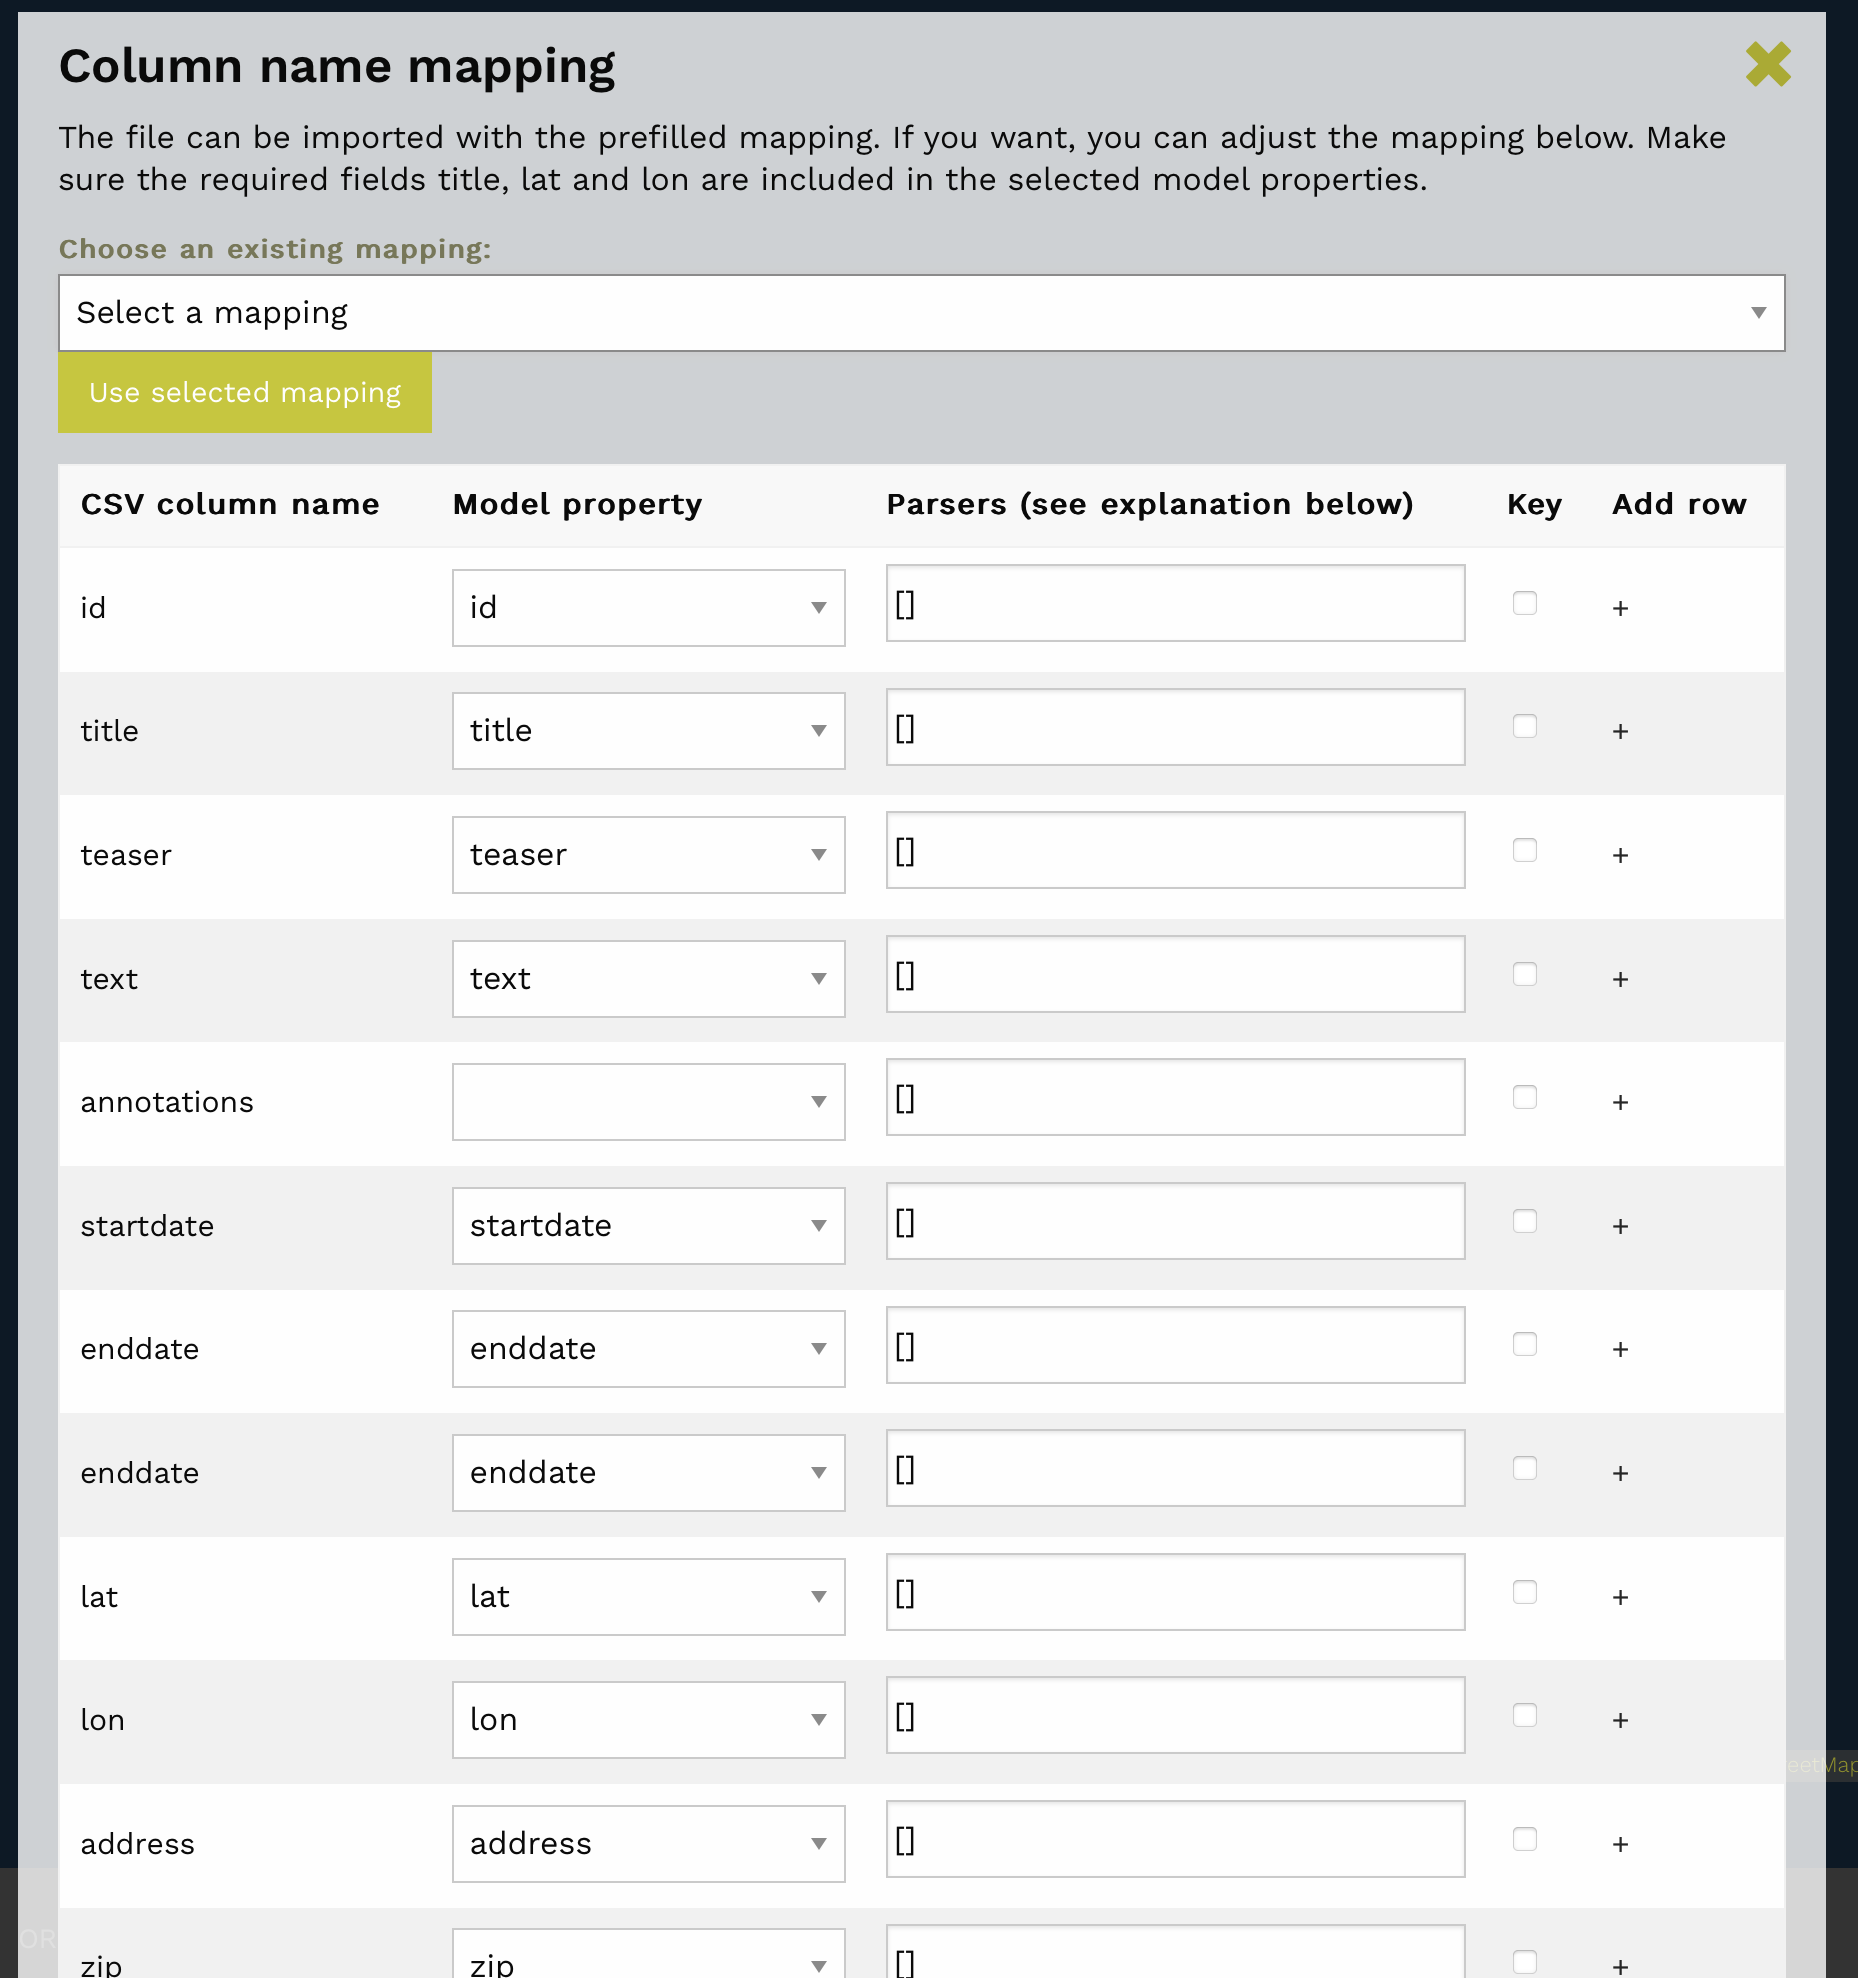 Column name mapping
The file can be imported with the prefilled mapping. If you want, you can adjust the mapping below. Make
sure the required fields title, lat and lon are included in the selected model properties.
Choose an existing mapping:
Select a mapping
Use selected mapping
CSV column name Model property Parsers (see explanation below) Key Add row
id id [] +
title title [] +
teaser teaser [] +
text text [] +
annotations [] +
startdate startdate [] +
enddate enddate [] +
enddate enddate [] +
lat lat [] +
lon lon [] +
eetMap
address address [] +
OR
zip zip [] +